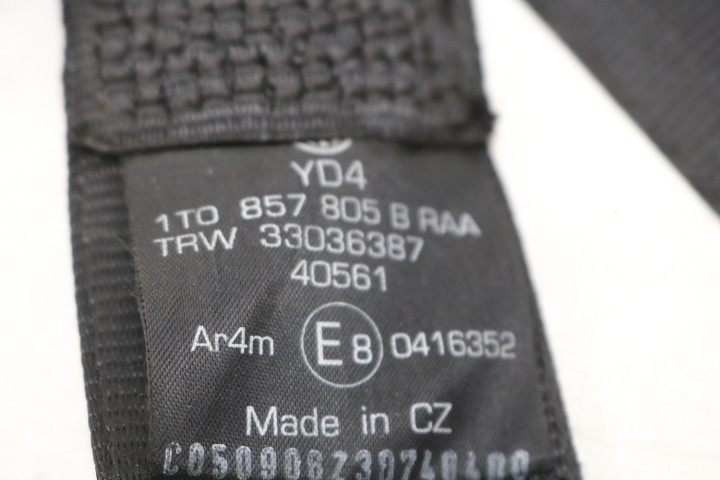 YD4
1T0 857 805 B RAA
TRW 33036387
40561
Ar4m E8 0416352
Made in CZ